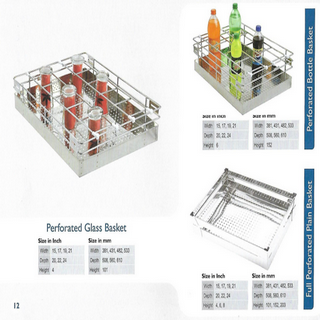 Perforated Bottle Basket
Size in Inch Size in mm
Width 15, 17, 19, 21 Width 381, 431, 482, 533
Depth 20, 22, 24 Depth 508, 560, 610
Height 6 Height 152
Perforated Glass Basket
Size in Inch Size in mm
Width 15, 17, 19, 21 Width 381, 431, 482, 533
Depth 20, 22, 24 Depth 508, 560, 610
Height 4 Height 101
Full Perforated Plain Basket
Size in Inch Size in mm
Width 15, 17, 19, 21 Width 381, 431, 482, 533
Depth 20, 22, 24 Depth 508, 560, 610
Height 4, 6, 8 Height 101, 152, 203
12